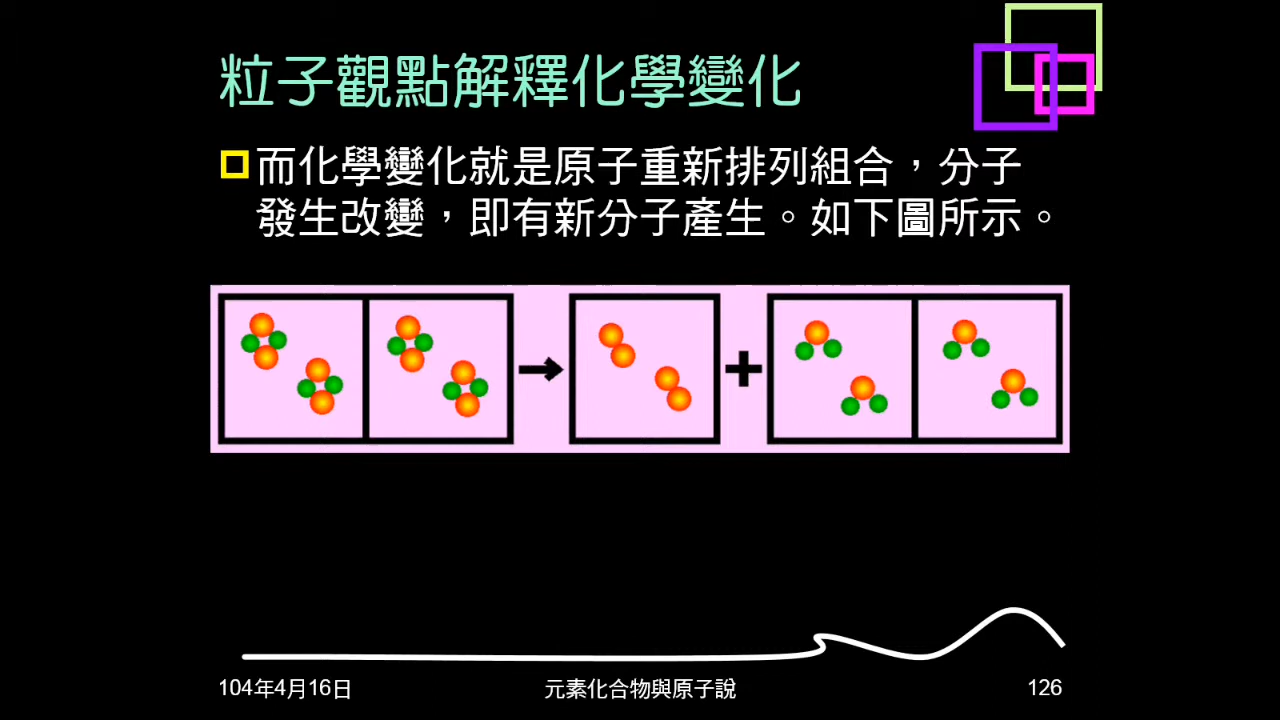 粒子觀點解釋化學變化
而化學變化就是原子重新排列組合，分子
發生改變，即有新分子產生。如下圖所示。
104年4月16日
元素化合物與原子說
126